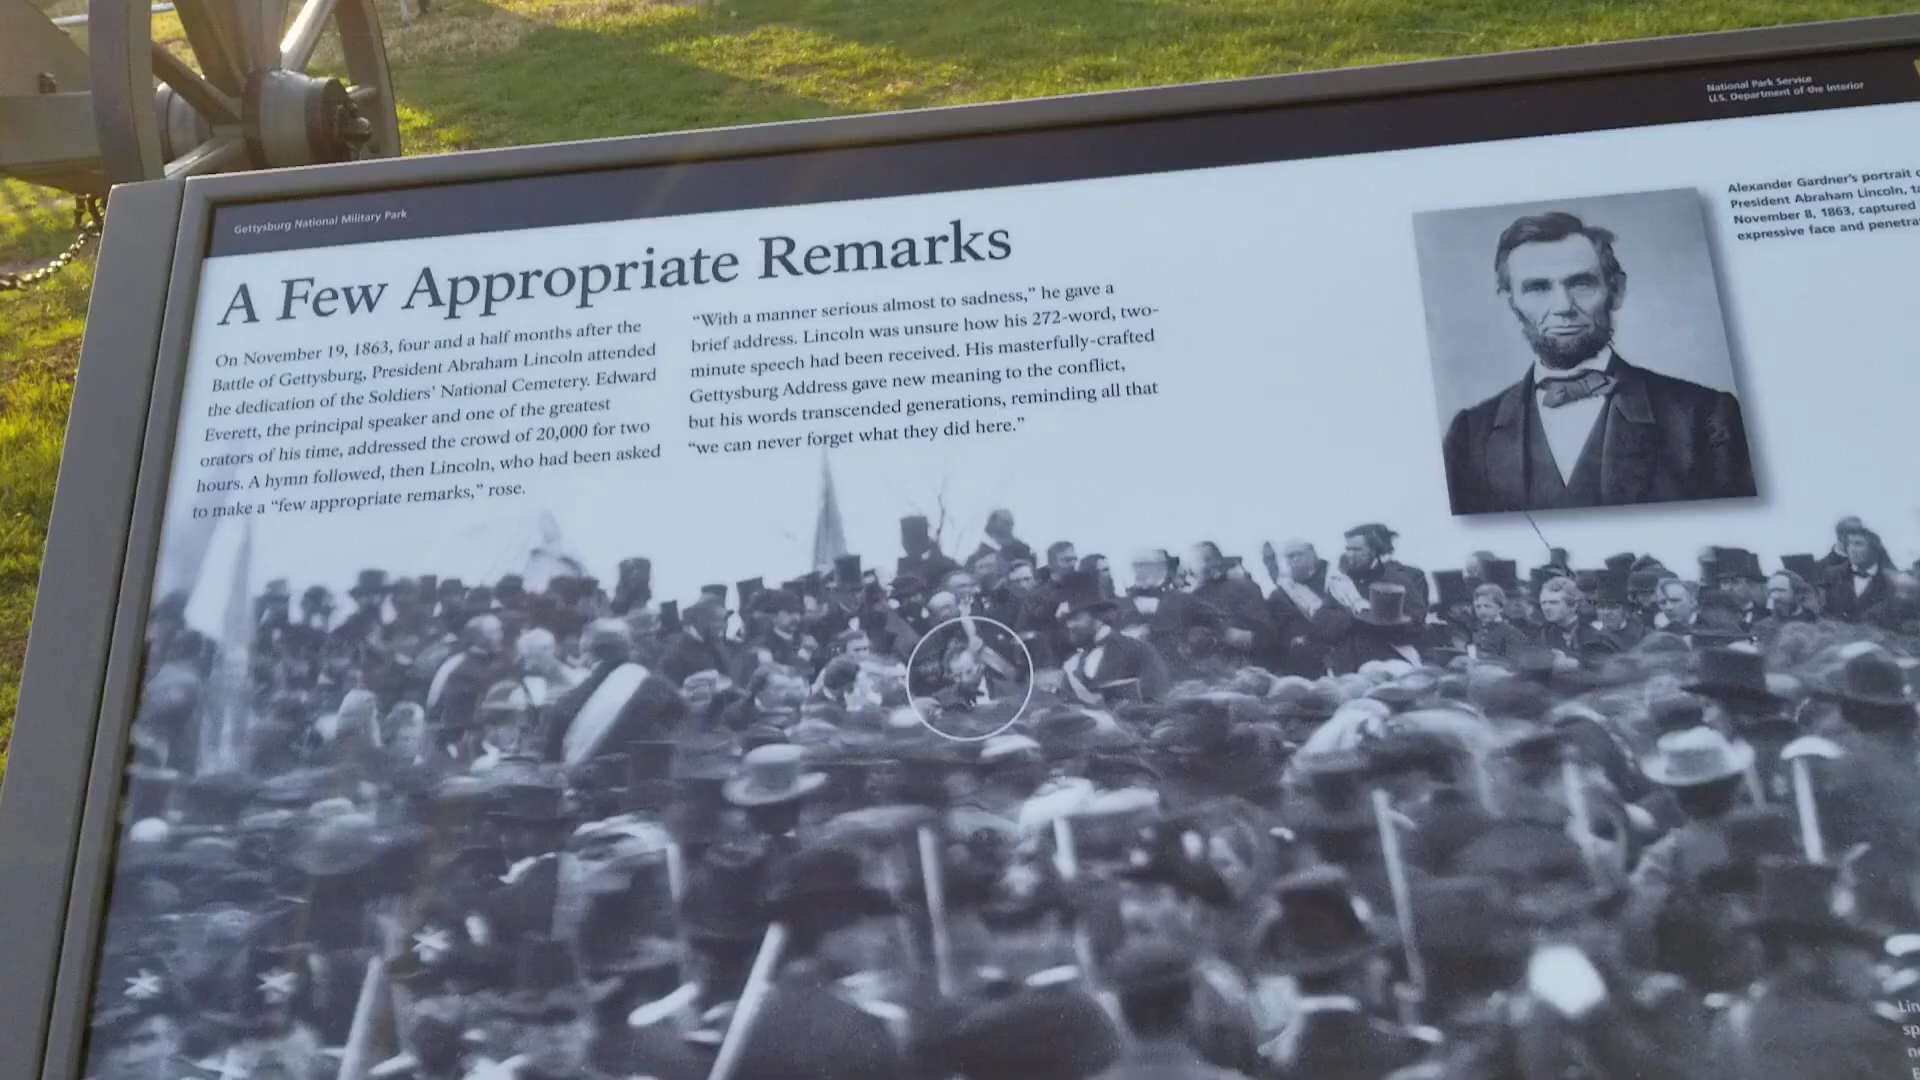 National Park Service
U.S. Department of the Interior
Gettysburg National Military Park
A Few Appropriate Remarks
On November 19, 1863, four and a half months after the
Battle of Gettysburg, President Abraham Lincoln attended
the dedication of the Soldiers' National Cemetery. Edward
Everett, the principal speaker and one of the greatest
orators of his time, addressed the crowd of 20,000 for two
hours. A hymn followed, then Lincoln, who had been asked
to make a “few appropriate remarks,” rose.
“With a manner serious almost to sadness,” he gave a
brief address. Lincoln was unsure how his 272-word, two-
minute speech had been received. His masterfully-crafted
Gettysburg Address gave new meaning to the conflict,
but his words transcended generations, reminding all that
“we can never forget what they did here.”
Alexander Gardner's portrait
President Abraham Lincoln,
November 8, 1863, captured
expressive face and